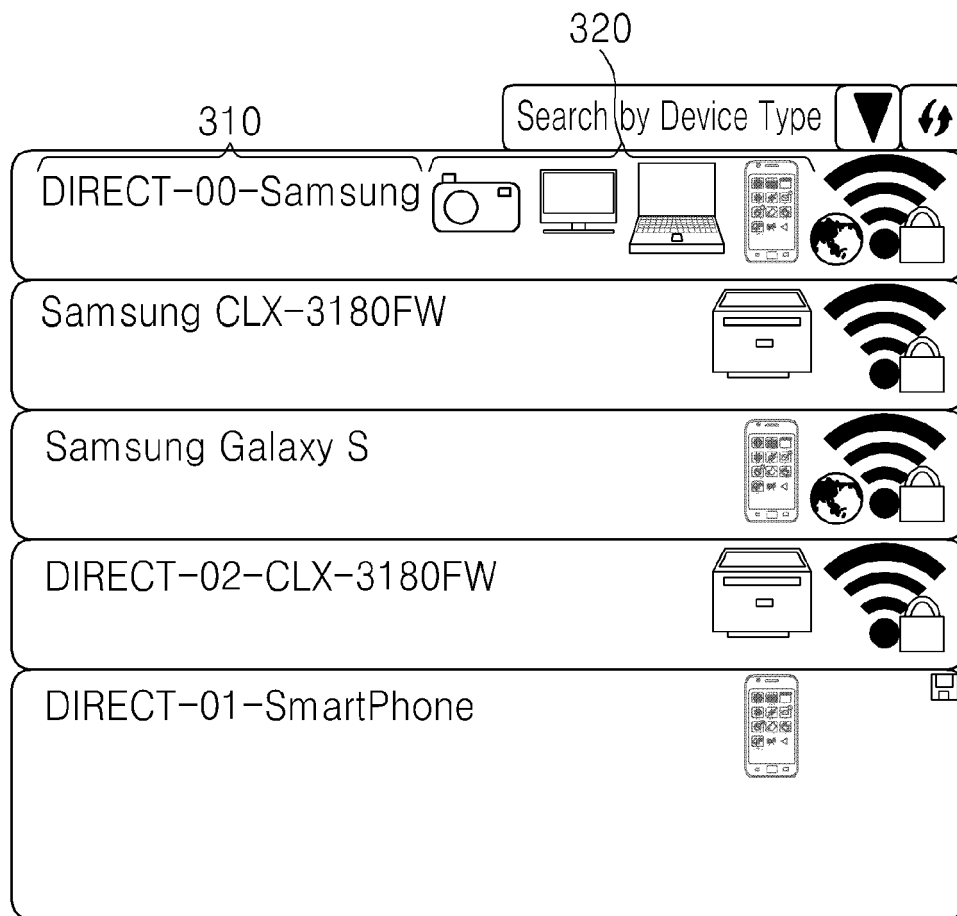 320
Search by Device Type
310
DIRECT-00-Samsung
Samsung CLX-3180FW
Samsung Galaxy S
DIRECT-02-CLX-3180FW
DIRECT-01-SmartPhone